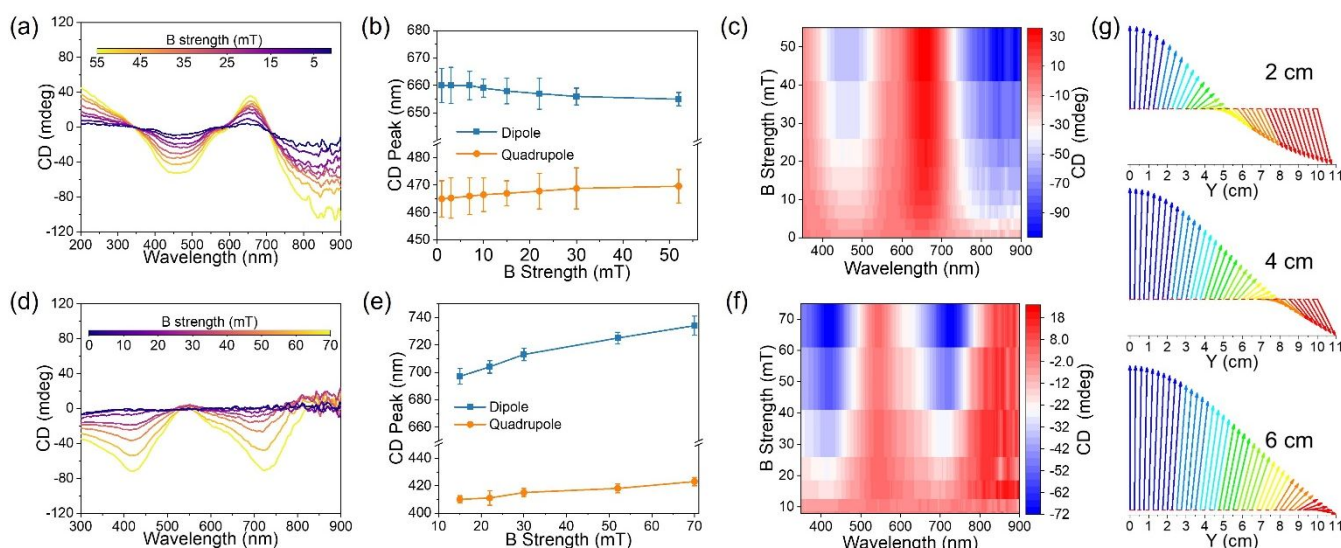 (a)
120
80
40
0
-40
-80
-120
B strength (mT)
55 45 35 25 15 5
200 300 400 500 600 700 800 900
Wavelength (nm)
CD (mdeg)
(b)
680
670
660
650
480
470
460
450
CD Peak (nm)
Dipole
Quadrupole
0 10 20 30 40 50
B Strength (mT)
(c)
50
40
30
20
10
0
B Strength (mT)
400 500 600 700 800 900
Wavelength (nm)
30
10
-10
-30
-50
-70
-90
CD (mdeg)
(d)
120
80
40
0
-40
-80
-120
B strength (mT)
0 10 20 30 40 50 60 70
300 400 500 600 700 800 900
Wavelength (nm)
CD (mdeg)
(e)
740
720
700
680
660
440
420
400
CD Peak (nm)
Dipole
Quadrupole
10 20 30 40 50 60 70
B Strength (mT)
(f)
70
60
50
40
30
20
10
B Strength (mT)
400 500 600 700 800 900
Wavelength (nm)
18
8
-2.0
-12
-22
-32
-42
-52
-62
-72
CD (mdeg)
(g)
2 cm
0 1 2 3 4 5 6 7 8 9 10 11
Y (cm)
4 cm
0 1 2 3 4 5 6 7 8 9 10 11
Y (cm)
6 cm
0 1 2 3 4 5 6 7 8 9 10 11
Y (cm)